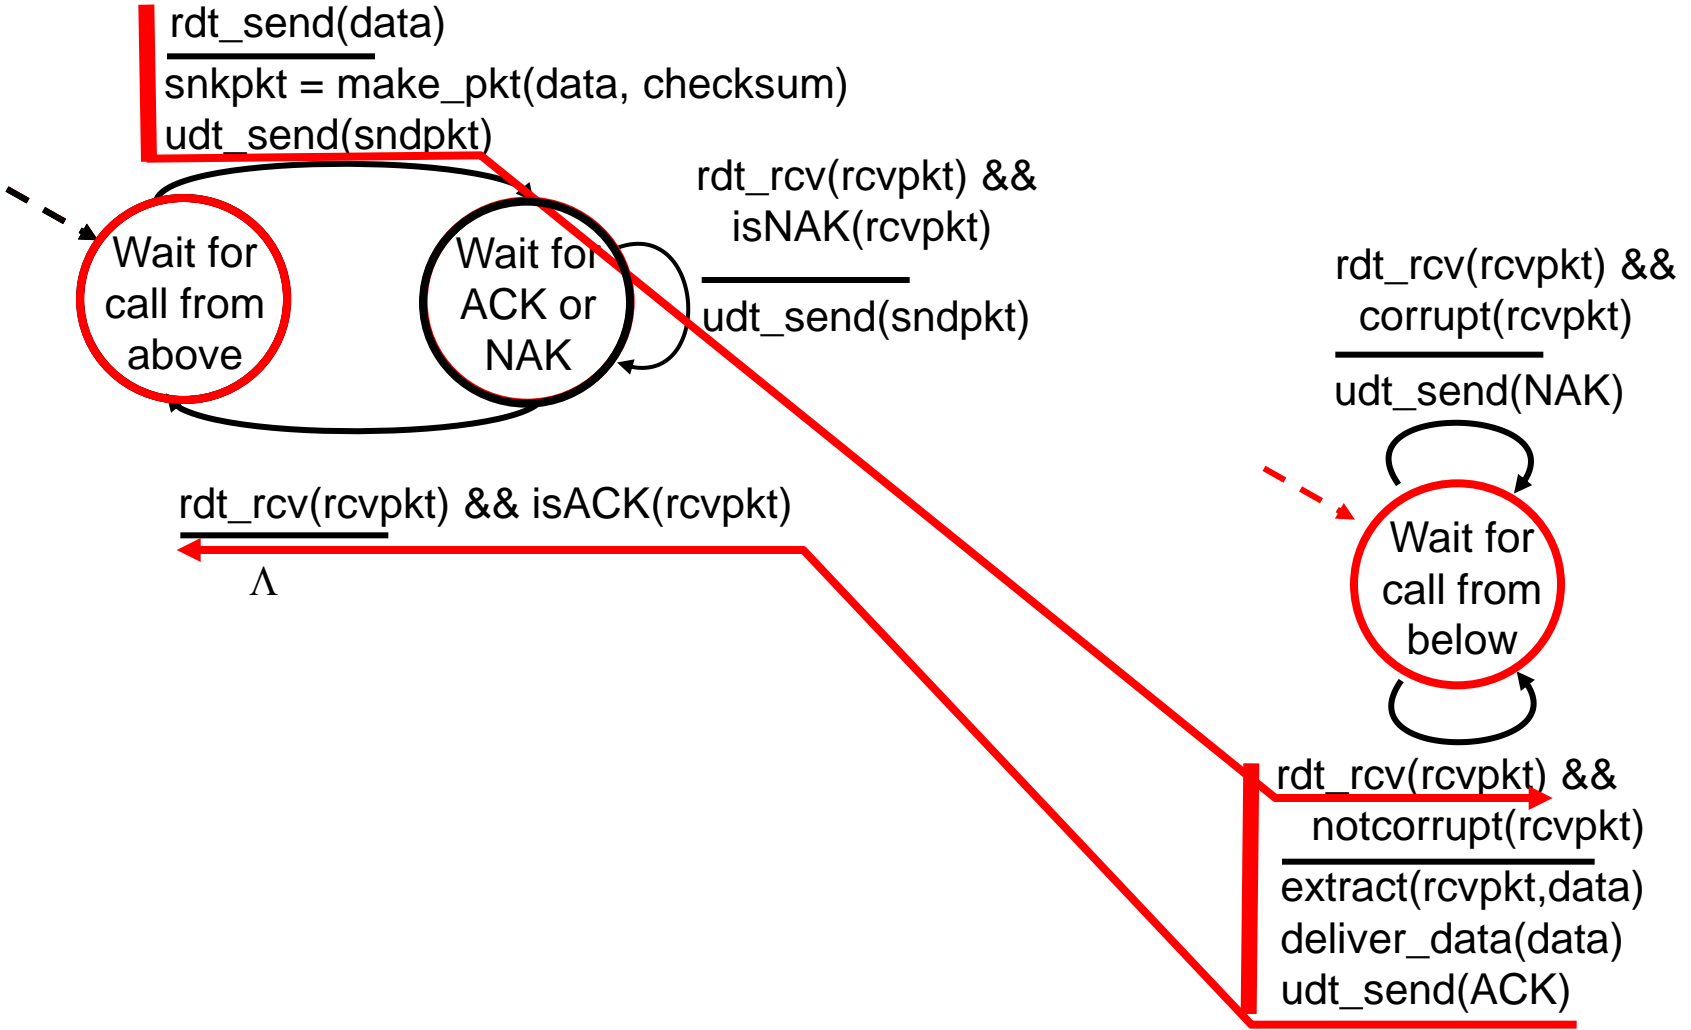 rdt_send(data)
snkpkt = make_pkt(data, checksum)
udt_send(sndpkt)
Wait for
call from
above
Wait for
ACK or
NAK
rdt_rcv(rcvpkt) &&
isNAK(rcvpkt)
udt_send(sndpkt)
rdt_rcv(rcvpkt) && isACK(rcvpkt)
Λ
rdt_rcv(rcvpkt) &&
corrupt(rcvpkt)
udt_send(NAK)
Wait for
call from
below
rdt_rcv(rcvpkt) &&
notcorrupt(rcvpkt)
extract(rcvpkt,data)
deliver_data(data)
udt_send(ACK)